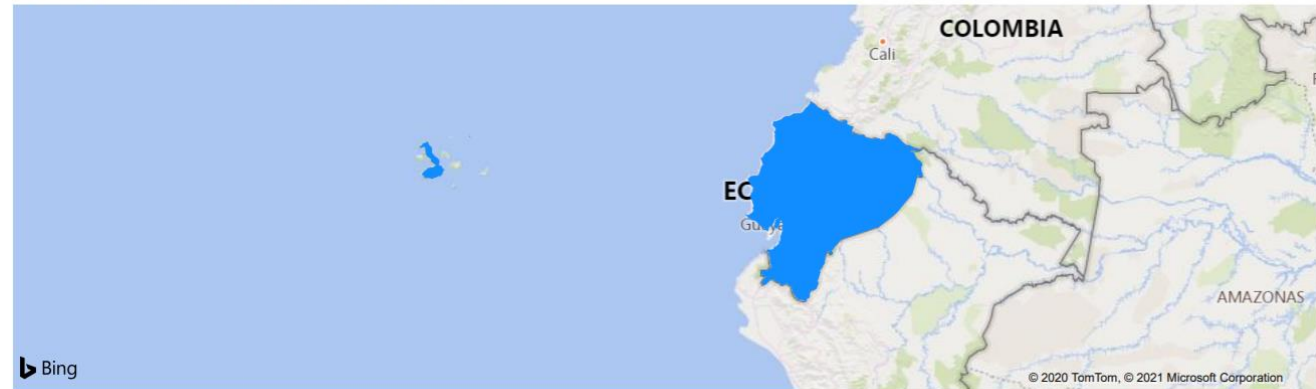 COLOMBIA
Cali
EC
AMAZONAS
Bing
© 2020 TomTom, © 2021 Microsoft Corporation